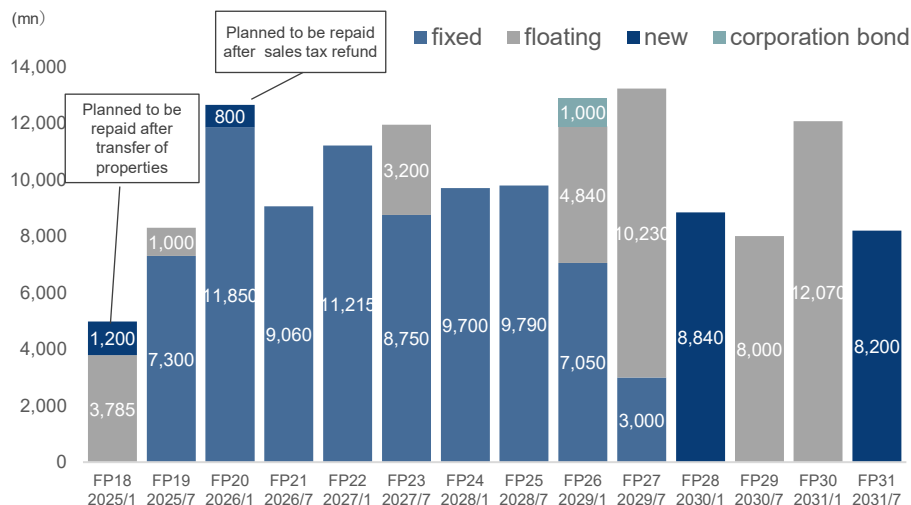 (mn)
Planned to be
repaid after
sales tax refund
fixed floating new corporation bond
14,000
12,000
10,000
8,000
6,000
4,000
2,000
0
Planned to be
repaid after
transfer of
properties
1,200
3,785
1,000
7,300
800
11,850
9,060
11,215
3,200
8,750
9,700
9,790
1,000
4,840
7,050
10,230
3,000
8,840
8,000
12,070
8,200
FP18 FP19 FP20 FP21 FP22 FP23 FP24 FP25 FP26 FP27 FP28 FP29 FP30 FP31
2025/1 2025/7 2026/1 2026/7 2027/1 2027/7 2028/1 2028/7 2029/1 2029/7 2030/1 2030/7 2031/1 2031/7